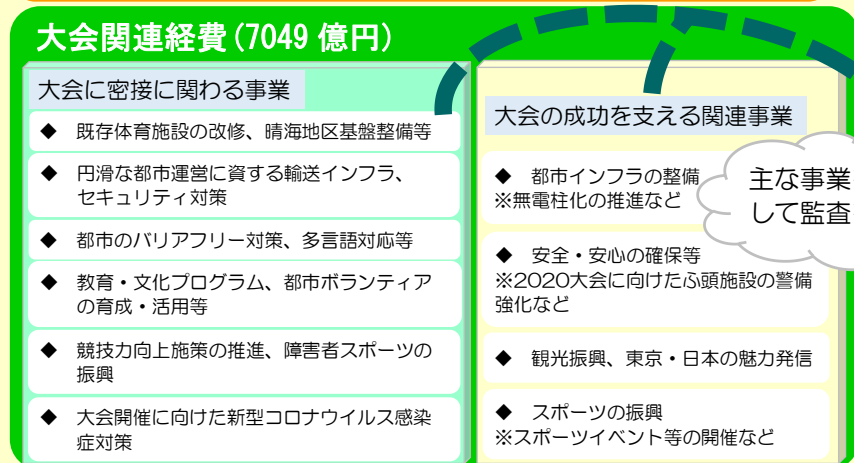 大会関連経費(7049 億円)
大会に密接に関わる事業
◆ 既存体育施設の改修、晴海地区基盤整備等
◆ 円滑な都市運営に資する輸送インフラ、
セキュリティ対策
◆ 都市のバリアフリー対策、多言語対応等
◆ 教育・文化プログラム、都市ボランティア
の育成・活用等
◆ 競技力向上施策の推進、障害者スポーツの
振興
◆ 大会開催に向けた新型コロナウイルス感染
症対策
大会の成功を支える関連事業
◆ 都市インフラの整備
※無電柱化の推進など
◆ 安全・安心の確保等
※2020大会に向けたふ頭施設の警備
強化など
◆ 観光振興、東京・日本の魅力発信
◆ スポーツの振興
※スポーツイベント等の開催など
主な事業
して監査